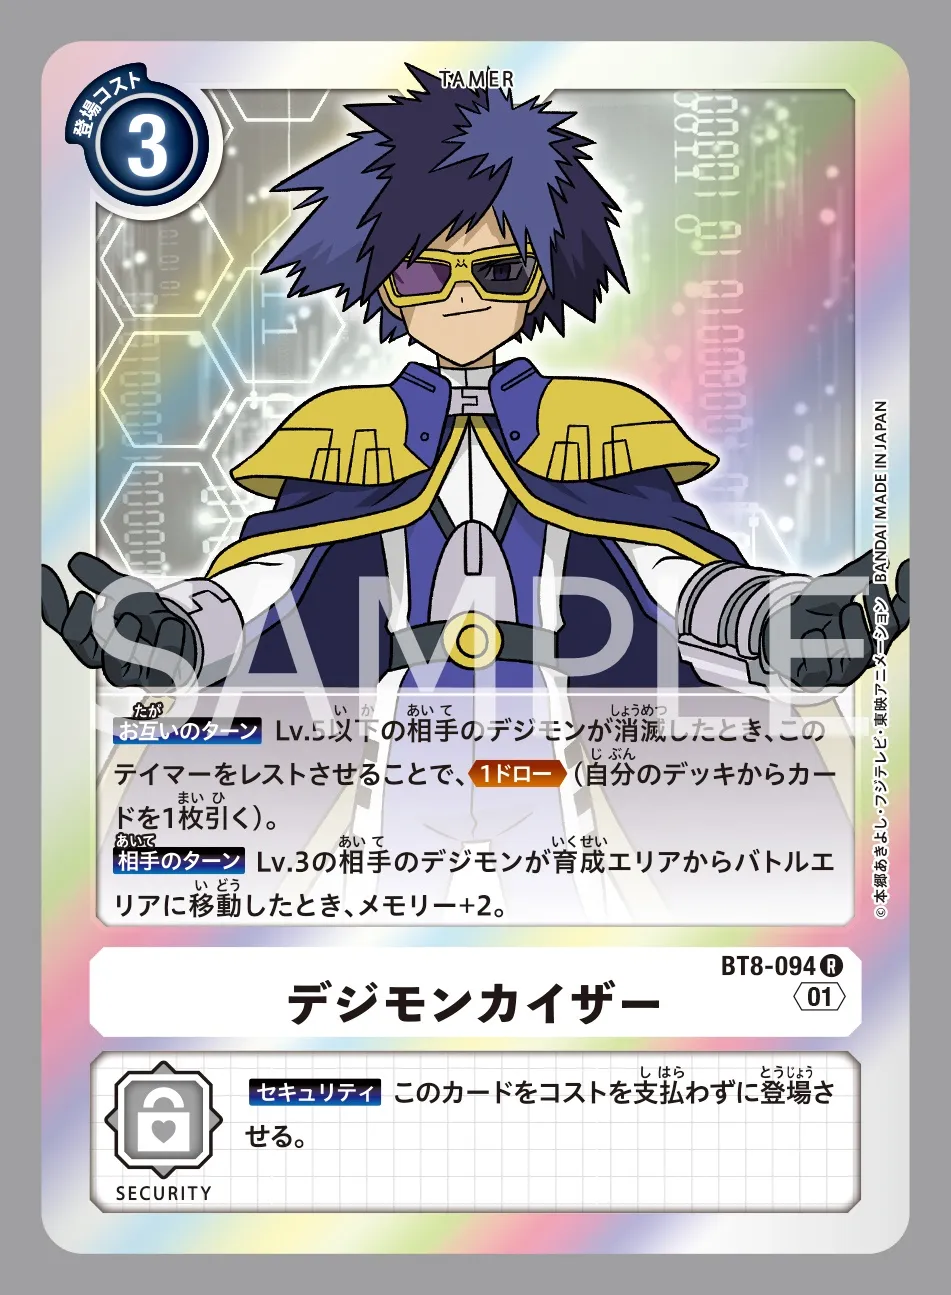 TAMER
登場コスト
3
お互いのターン Lv.5以下の相手のデジモンが消滅したとき、この
テイマーをレストさせることで、1ドロー（自分のデッキからカー
ドを1枚引く）。
相手のターン Lv.3の相手のデジモンが育成エリアからバトルエ
リアに移動したとき、メモリー+2。
SAMPLE
©本郷あきよし・フジテレビ・東映アニメーション BANDAI MADE IN JAPAN
BT8-094 R
01
デジモンカイザー
セキュリティ このカードをコストを支払わずに登場さ
せる。
SECURITY